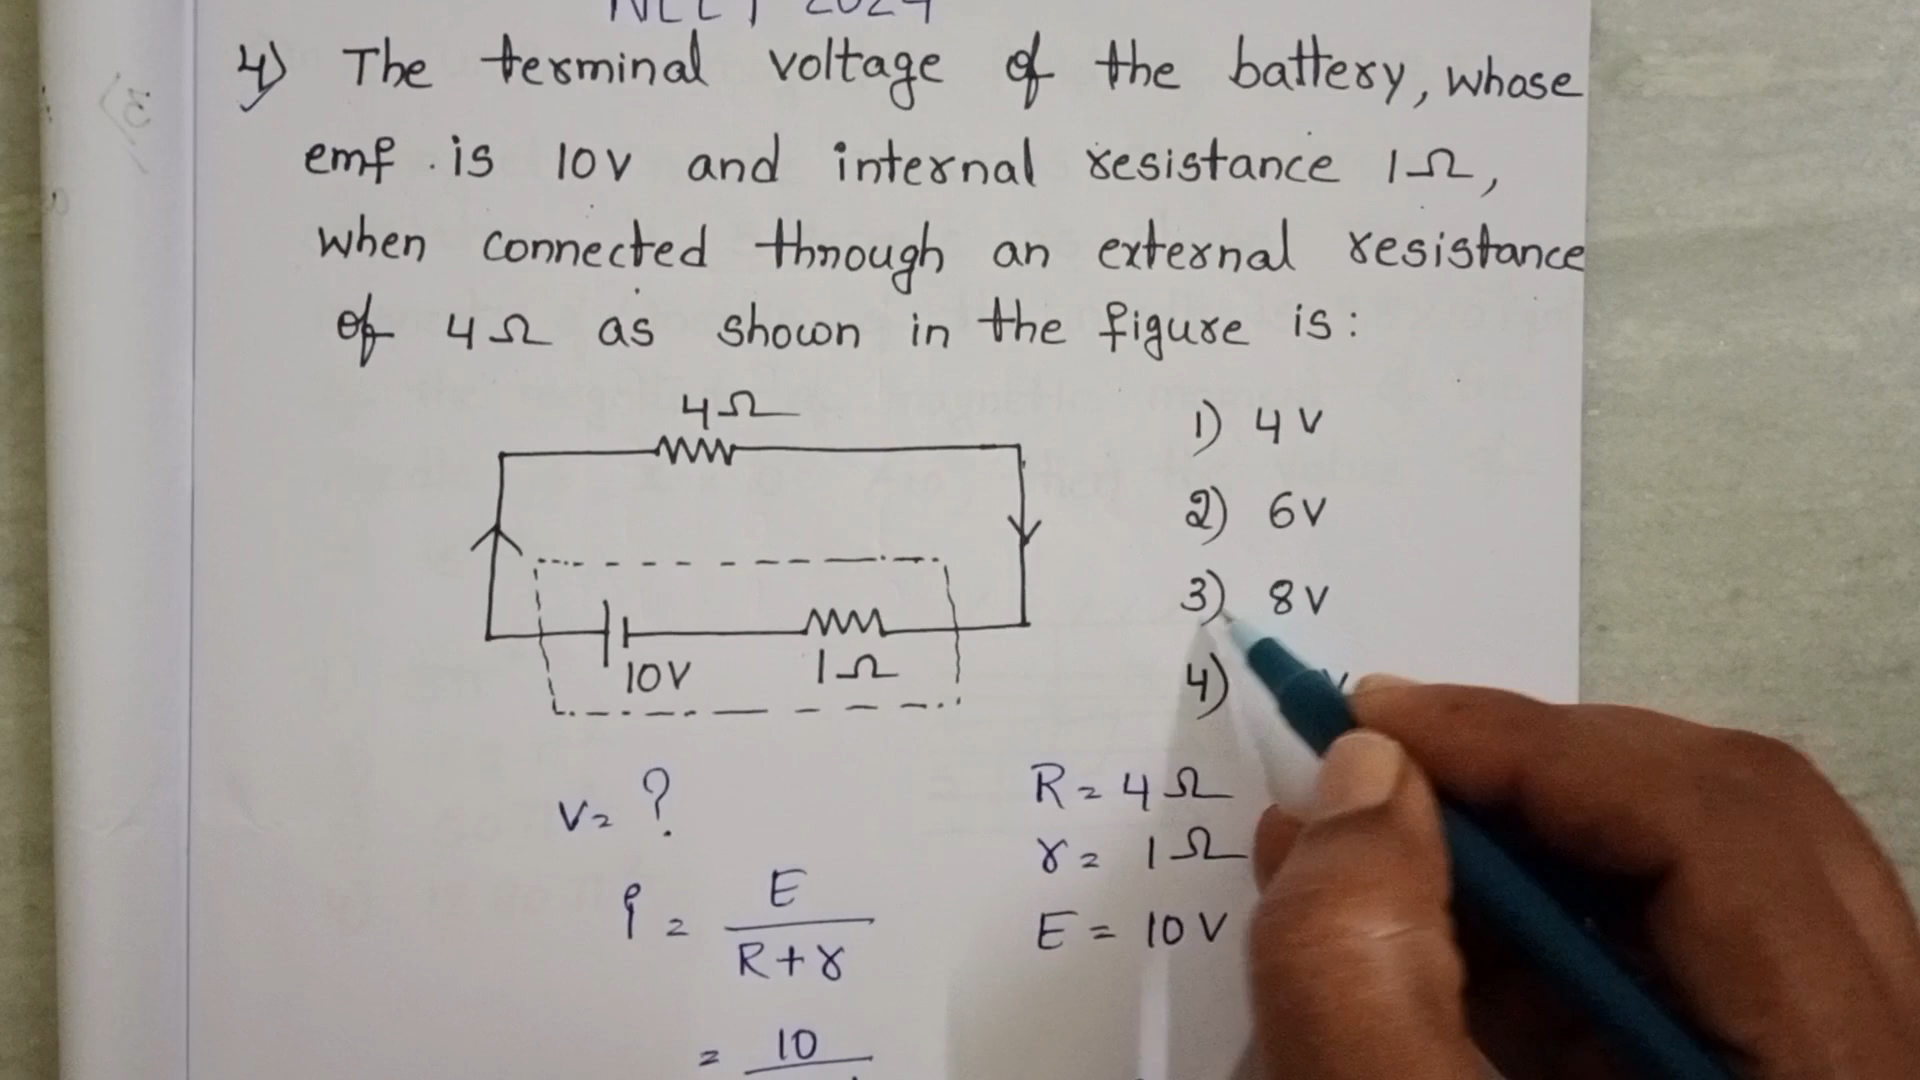 NEET 2024
4) The terminal voltage of the battery, whose
emf is 10V and internal resistance 1Ω,
when connected through an external resistance
of 4Ω as shown in the figure is:
4Ω
10V
1Ω
1) 4V
2) 6V
3) 8V
4)
V = ?
i = E / R+r
= 10
R = 4Ω
r = 1Ω
E = 10V